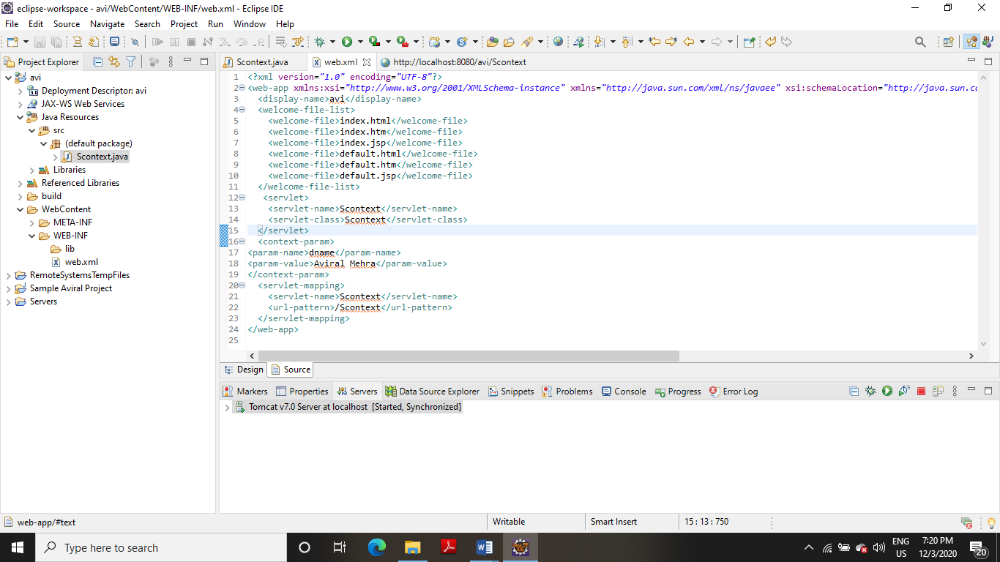 eclipse-workspace - avi/WebContent/WEB-INF/web.xml - Eclipse IDE
File Edit Source Navigate Search Project Run Window Help
Project Explorer
avi
Deployment Descriptor: avi
JAX-WS Web Services
Java Resources
src
(default package)
Scontext.java
Libraries
Referenced Libraries
build
WebContent
META-INF
WEB-INF
lib
web.xml
RemoteSystemsTempFiles
Sample Aviral Project
Servers
Scontext.java web.xml http://localhost:8080/avi/Scontext
1 <?xml version="1.0" encoding="UTF-8"?>
2 <web-app xmlns:xsi="http://www.w3.org/2001/XMLSchema-instance" xmlns="http://java.sun.com/xml/ns/javaee" xsi:schemaLocation="http://java.sun.co
3 <display-name>avi</display-name>
4 <welcome-file-list>
5 <welcome-file>index.html</welcome-file>
6 <welcome-file>index.htm</welcome-file>
7 <welcome-file>index.jsp</welcome-file>
8 <welcome-file>default.html</welcome-file>
9 <welcome-file>default.htm</welcome-file>
10 <welcome-file>default.jsp</welcome-file>
11 </welcome-file-list>
12 <servlet>
13 <servlet-name>Scontext</servlet-name>
14 <servlet-class>Scontext</servlet-class>
15 </servlet>
16 <context-param>
17 <param-name>dname</param-name>
18 <param-value>Aviral Mehra</param-value>
19 </context-param>
20 <servlet-mapping>
21 <servlet-name>Scontext</servlet-name>
22 <url-pattern>/Scontext</url-pattern>
23 </servlet-mapping>
24 </web-app>
25
Design Source
Markers Properties Servers Data Source Explorer Snippets Problems Console Progress Error Log
Tomcat v7.0 Server at localhost [Started, Synchronized]
web-app/#text Writable Smart Insert 15 : 13 : 750
Type here to search
ENG
US
7:20 PM
12/3/2020
20